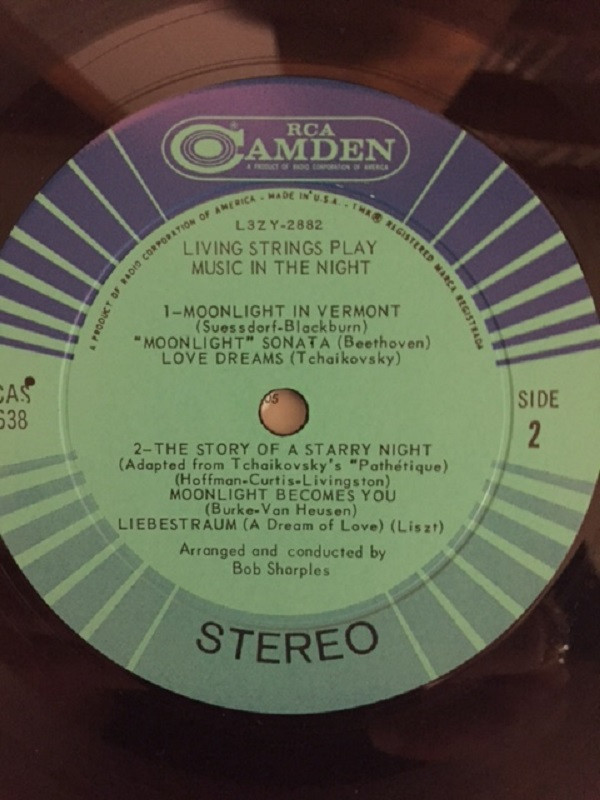 RCA
CAMDEN
A PRODUCT OF RADIO CORPORATION OF AMERICA
A PRODUCT OF RADIO CORPORATION OF AMERICA - MADE IN U.S.A. - TMK(S) ® REGISTERED MARCA REGISTRADA
L3ZY-2882
LIVING STRINGS PLAY
MUSIC IN THE NIGHT
1-MOONLIGHT IN VERMONT
(Suessdorf-Blackburn)
"MOONLIGHT" SONATA (Beethoven)
LOVE DREAMS (Tchaikovsky)
CAS
638
SIDE
2
05
2-THE STORY OF A STARRY NIGHT
(Adapted from Tchaikovsky's "Pathétique)
(Hoffman-Curtis-Livingston)
MOONLIGHT BECOMES YOU
(Burke-Van Heusen)
LIEBESTRAUM (A Dream of Love) (Liszt)
Arranged and conducted by
Bob Sharples
STEREO